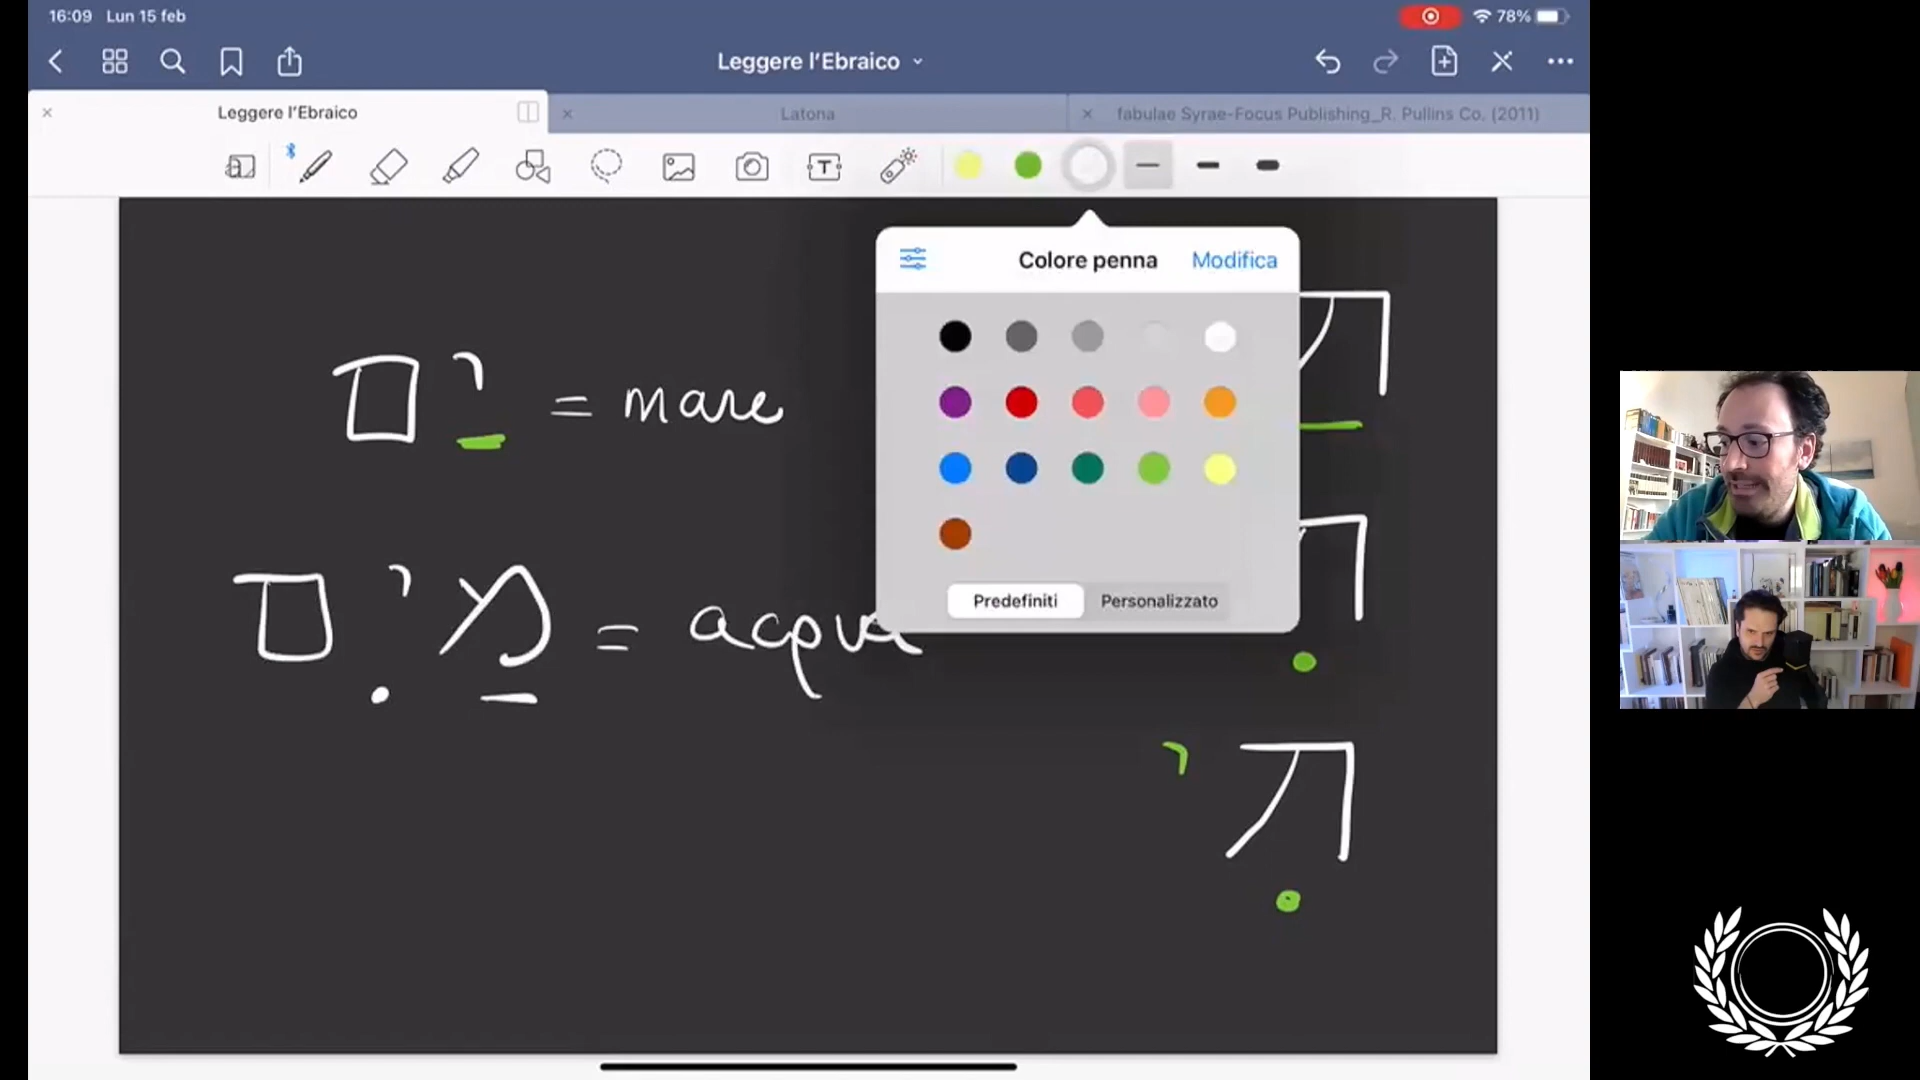 16:09 Lun 15 feb 78%
Leggere l'Ebraico
Leggere l'Ebraico Latona fabulae Syrae-Focus Publishing_R. Pullins Co. (2011)
T
Colore penna Modifica
יַם = mare
מַיִם = acqua
Predefiniti Personalizzato
תַ
תִ
תִי